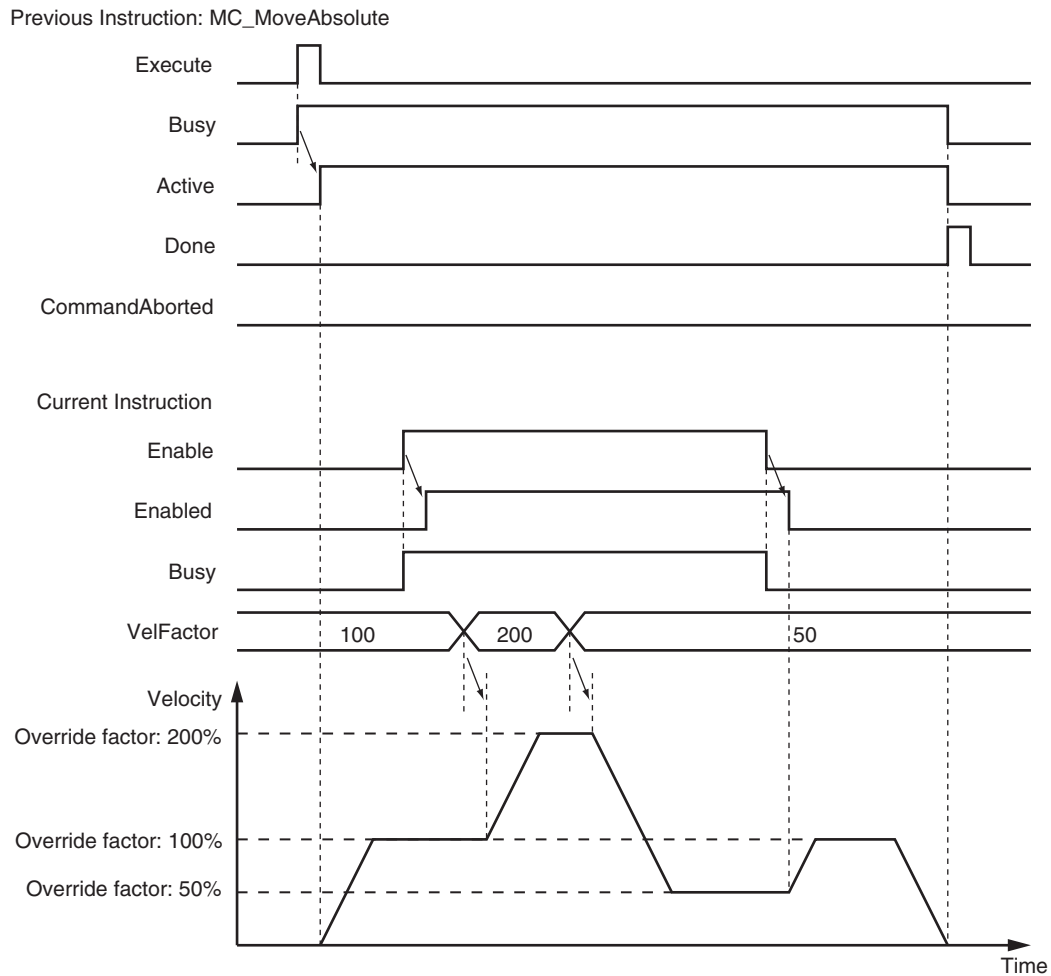 Previous Instruction: MC_MoveAbsolute
Execute
Busy
Active
Done
CommandAborted
Current Instruction
Enable
Enabled
Busy
VelFactor
100
200
50
Velocity
Override factor: 200%
Override factor: 100%
Override factor: 50%
Time